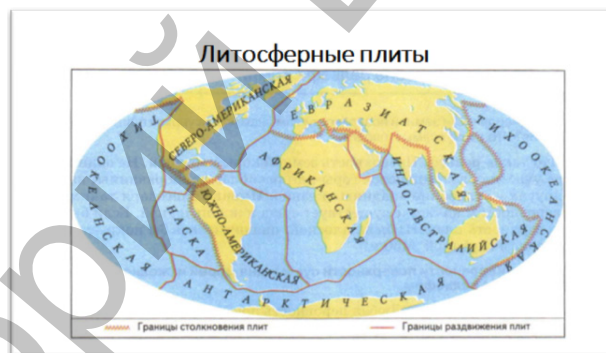 Литосферные плиты
СЕВЕРО-АМЕРИКАНСКАЯ
ЕВРАЗИАТСКАЯ
ТИХООКЕАНСКАЯ
ТИХООКЕАНСКАЯ
АФРИКАНСКАЯ
ИНДО-АВСТРАЛИЙСКАЯ
НАСКА
ЮЖНО-АМЕРИКАНСКАЯ
АНТАРКТИЧЕСКАЯ
Границы столкновения плит
Границы раздвижения плит